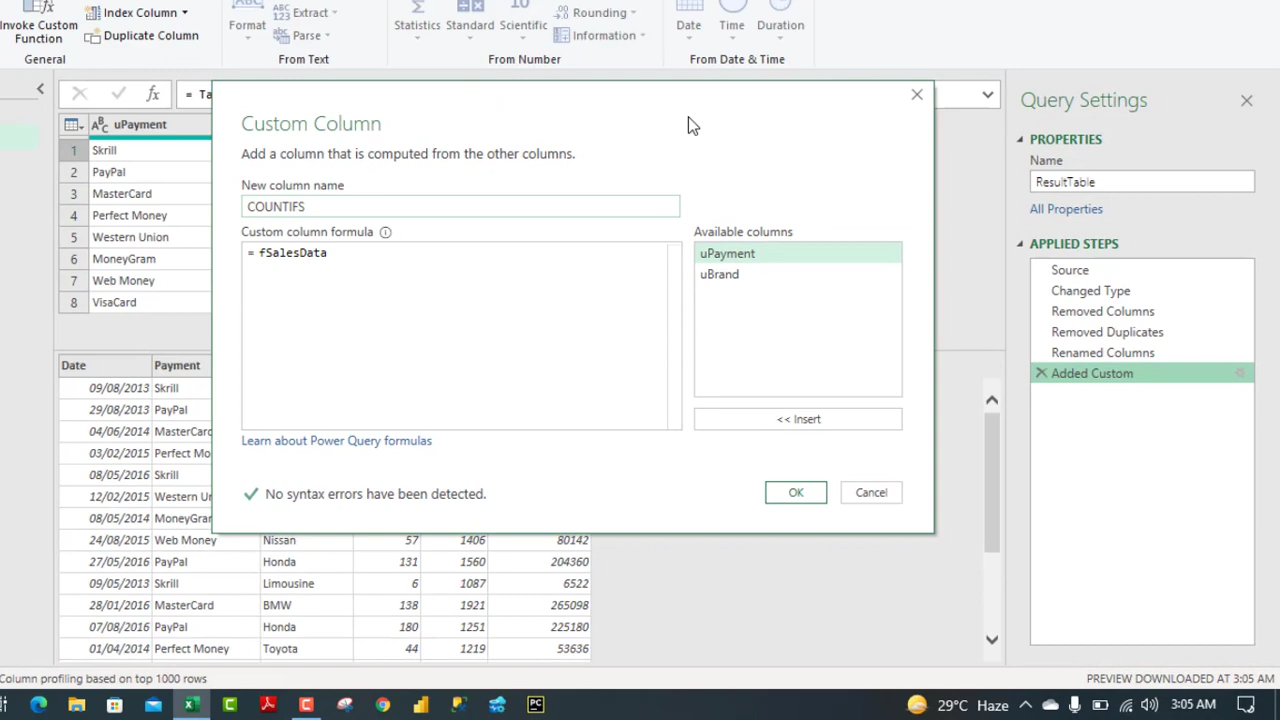 Invoke Custom
Function
General
Index Column
Duplicate Column
Format
ABC
123 Extract
abc Parse
From Text
Statistics
Standard
10
Scientific
Rounding
Information
From Number
Date
Time
Duration
From Date & Time
fx
= Ta
Custom Column
Add a column that is computed from the other columns.
New column name
COUNTIFS
Custom column formula
= fSalesData
Available columns
uPayment
uBrand
<< Insert
Learn about Power Query formulas
No syntax errors have been detected.
OK
Cancel
ABC uPayment
1 Skrill
2 PayPal
3 MasterCard
4 Perfect Money
5 Western Union
6 MoneyGram
7 Web Money
8 VisaCard
Date Payment
09/08/2013 Skrill
29/08/2013 PayPal
04/06/2014 MasterCard
03/02/2015 Perfect Mo
08/05/2016 Skrill
12/02/2015 Western Un
08/05/2014 MoneyGra
24/08/2015 Web Money Nissan 57 1406 80142
27/05/2016 PayPal Honda 131 1560 204360
09/05/2013 Skrill Limousine 6 1087 6522
28/01/2016 MasterCard BMW 138 1921 265098
07/08/2016 PayPal Honda 180 1251 225180
01/04/2014 Perfect Money Toyota 44 1219 53636
Query Settings
PROPERTIES
Name
ResultTable
All Properties
APPLIED STEPS
Source
Changed Type
Removed Columns
Removed Duplicates
Renamed Columns
Added Custom
Column profiling based on top 1000 rows
PREVIEW DOWNLOADED AT 3:05 AM
PC
29°C Haze
3:05 AM